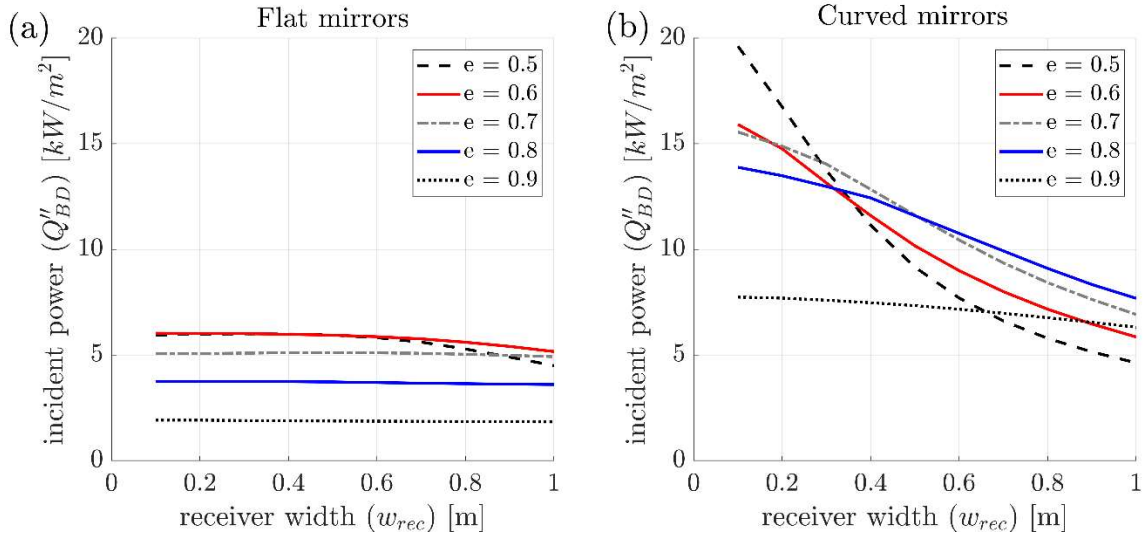 (a)
Flat mirrors
incident power (Q''BD) [kW/m²]
20
15
10
5
0
e = 0.5
e = 0.6
e = 0.7
e = 0.8
e = 0.9
0 0.2 0.4 0.6 0.8 1
receiver width (wrec) [m]
(b)
Curved mirrors
incident power (Q''BD) [kW/m²]
20
15
10
5
0
e = 0.5
e = 0.6
e = 0.7
e = 0.8
e = 0.9
0 0.2 0.4 0.6 0.8 1
receiver width (wrec) [m]